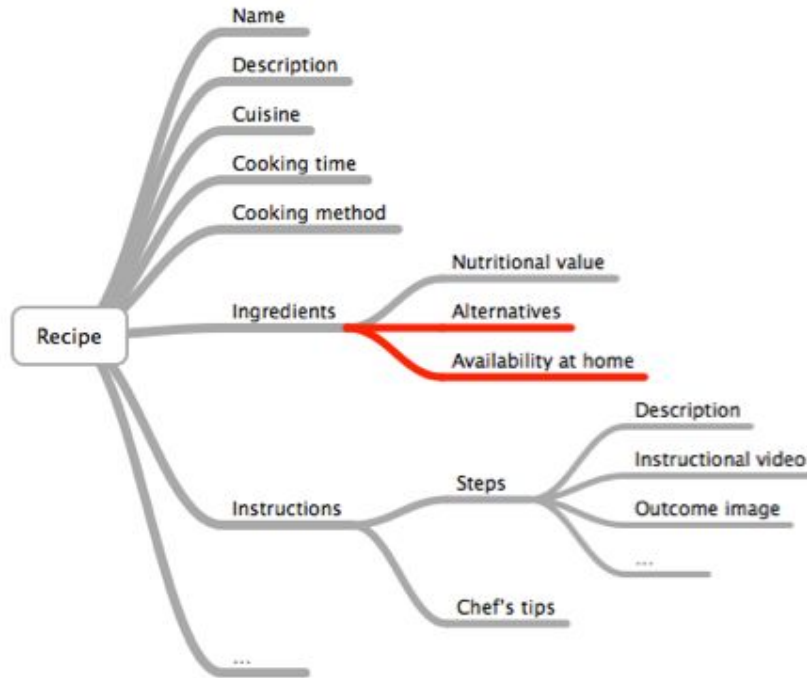 Name
Description
Cuisine
Cooking time
Cooking method
Recipe
Ingredients
Nutritional value
Alternatives
Availability at home
Instructions
Steps
Description
Instructional video
Outcome image
...
Chef's tips
...